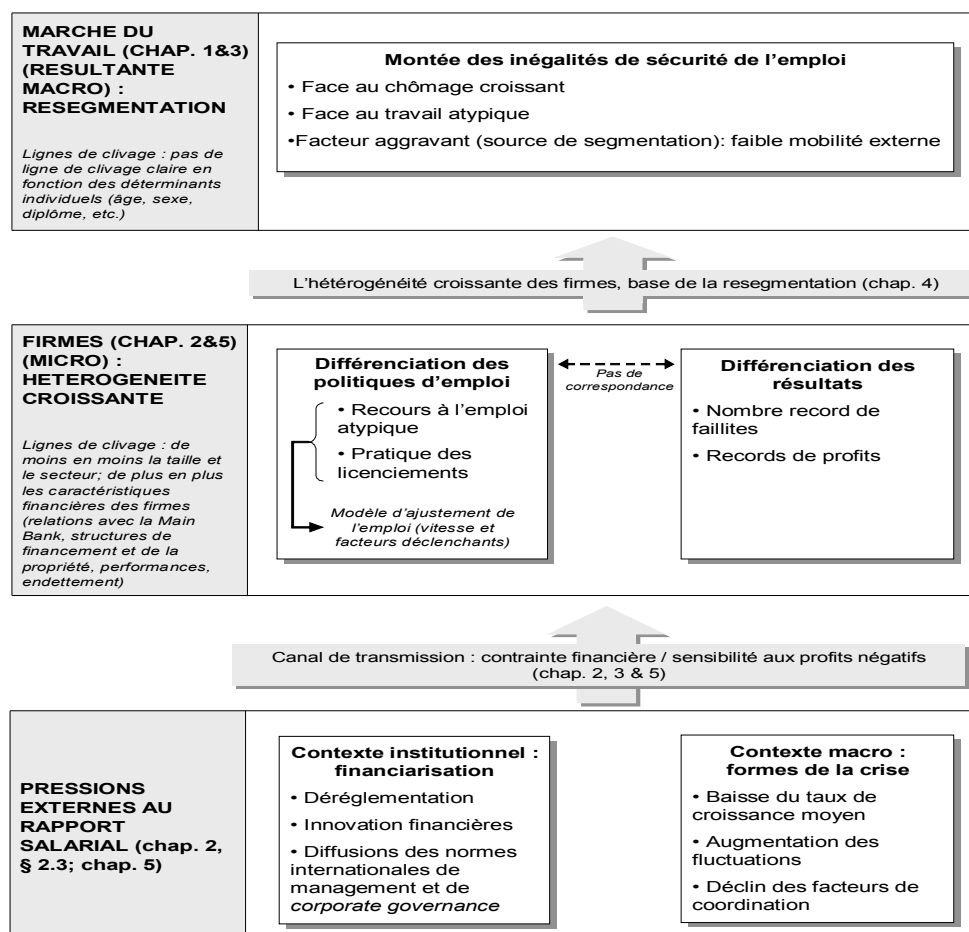 MARCHE DU
TRAVAIL (CHAP. 1&3)
(RESULTANTE
MACRO) :
RESEGMENTATION
Lignes de clivage : pas de
ligne de clivage claire en
fonction des déterminants
individuels (âge, sexe,
diplôme, etc.)
Montée des inégalités de sécurité de l'emploi
• Face au chômage croissant
• Face au travail atypique
•Facteur aggravant (source de segmentation): faible mobilité externe
L'hétérogénéité croissante des firmes, base de la resegmentation (chap. 4)
FIRMES (CHAP. 2&5)
(MICRO) :
HETEROGENEITE
CROISSANTE
Lignes de clivage : de
moins en moins la taille et
le secteur; de plus en plus
les caractéristiques
financières des firmes
(relations avec la Main
Bank, structures de
financement et de la
propriété, performances,
endettement)
Différenciation des
politiques d'emploi
• Recours à l'emploi
atypique
• Pratique des
licenciements
Modèle d'ajustement de
l'emploi (vitesse et
facteurs déclenchants)
Pas de
correspondance
Différenciation des
résultats
• Nombre record de
faillites
• Records de profits
Canal de transmission : contrainte financière / sensibilité aux profits négatifs
(chap. 2, 3 & 5)
PRESSIONS
EXTERNES AU
RAPPORT
SALARIAL (chap. 2,
§ 2.3; chap. 5)
Contexte institutionnel :
financiarisation
• Déréglementation
• Innovation financières
• Diffusions des normes
internationales de
management et de
corporate governance
Contexte macro :
formes de la crise
• Baisse du taux de
croissance moyen
• Augmentation des
fluctuations
• Déclin des facteurs de
coordination